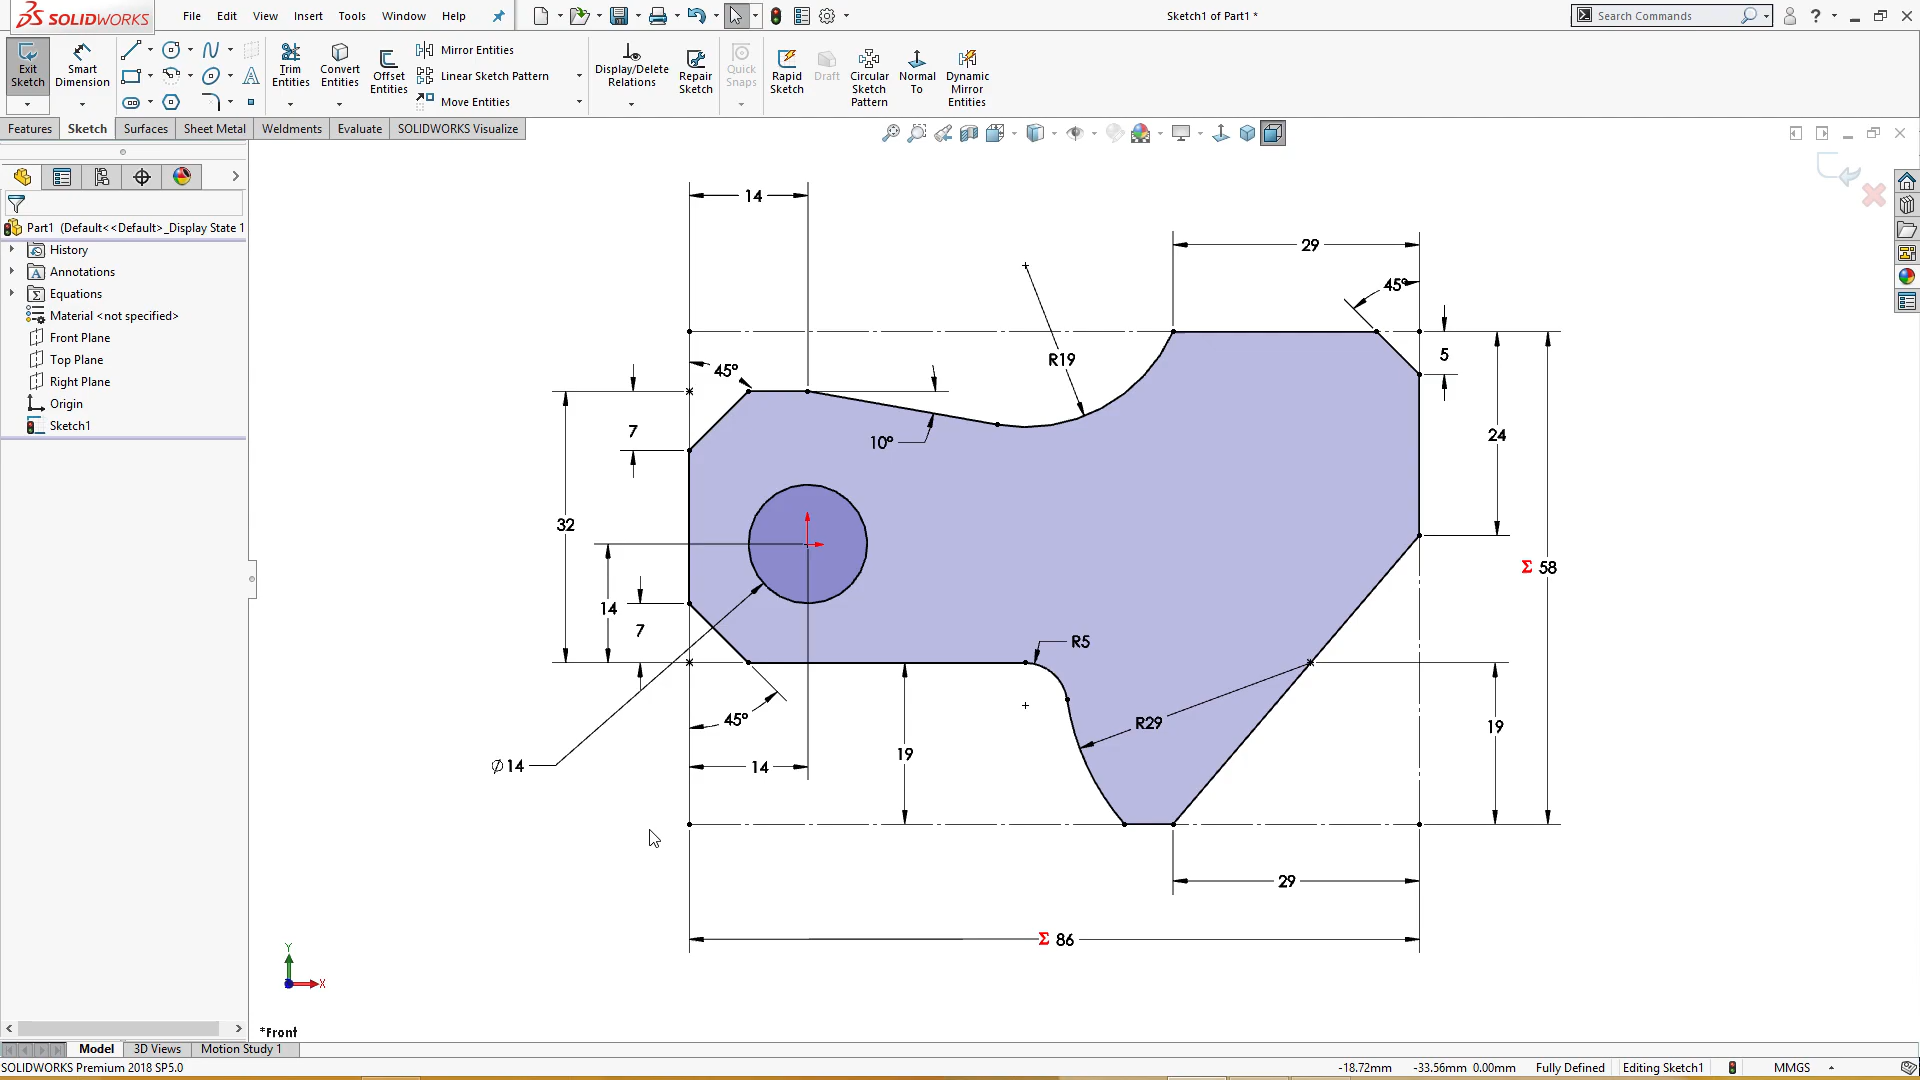 SOLIDWORKS File Edit View Insert Tools Window Help Sketch1 of Part1 * Search Commands
Exit Sketch
Smart Dimension
Trim Entities
Convert Entities
Offset Entities
Mirror Entities
Linear Sketch Pattern
Move Entities
Display/Delete Relations
Repair Sketch
Quick Snaps
Rapid Sketch
Draft
Circular Sketch Pattern
Normal To
Dynamic Mirror Entities
Features Sketch Surfaces Sheet Metal Weldments Evaluate SOLIDWORKS Visualize
Part1 (Default<<Default>_Display State 1
History
Annotations
Equations
Material <not specified>
Front Plane
Top Plane
Right Plane
Origin
Sketch1
14
29
45°
R19
5
45°
7
10°
24
32
Σ 58
14
7
R5
45°
R29
19
19
Ø14
14
29
Σ 86
Y
X
*Front
Model 3D Views Motion Study 1
SOLIDWORKS Premium 2018 SP5.0 -18.72mm -33.56mm 0.00mm Fully Defined Editing Sketch1 MMGS